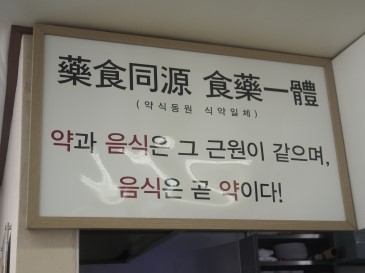 藥食同源 食藥一體
(약식동원 식약일체)
약과 음식은 그 근원이 같으며,
음식은 곧 약이다!